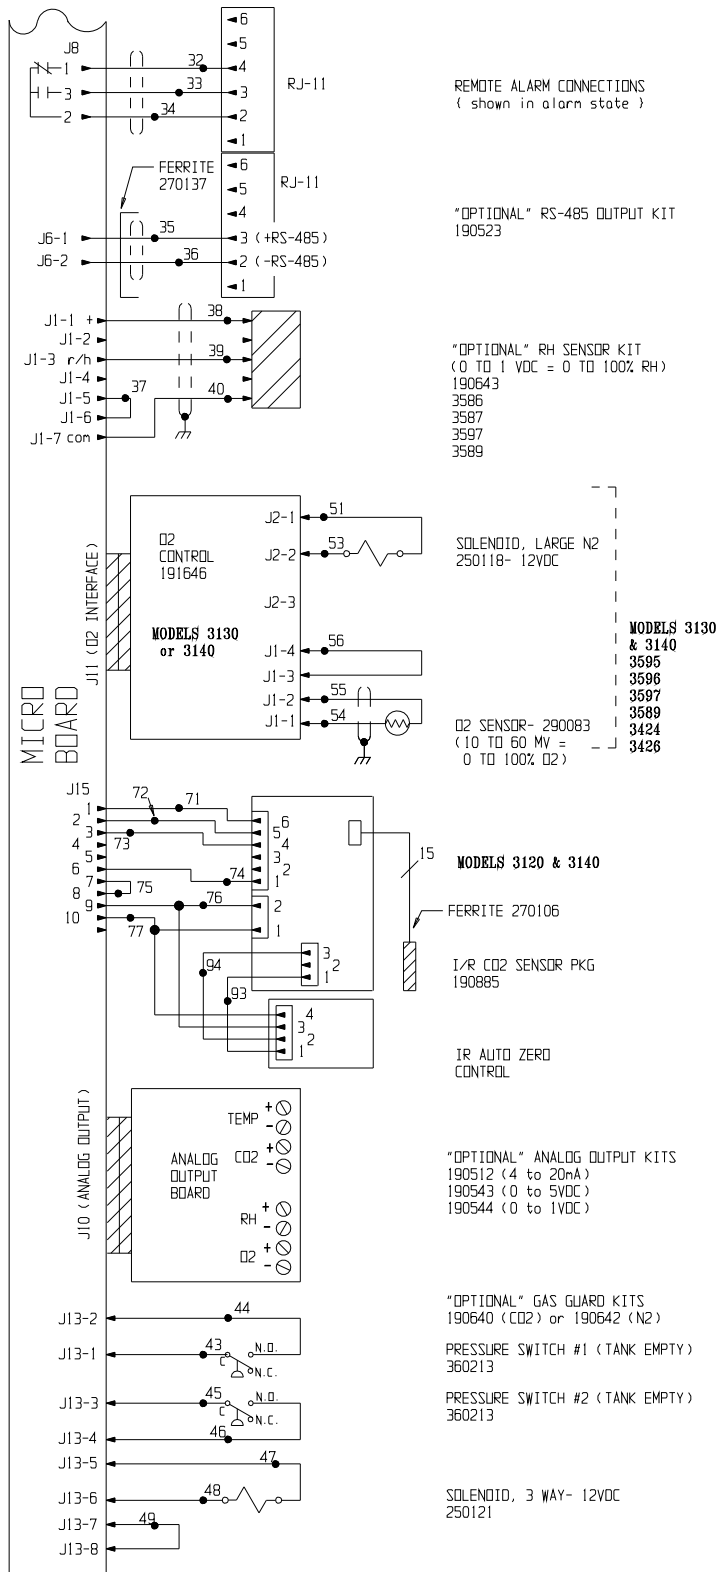 J8
1
3
2
32
33
34
6
5
4
3
2
1
RJ-11
REMOTE ALARM CONNECTIONS
( shown in alarm state )
FERRITE
270137
6
5
4
3 (+RS-485)
2 (-RS-485)
1
RJ-11
J6-1
J6-2
35
36
"OPTIONAL" RS-485 OUTPUT KIT
190523
J1-1 +
J1-2
J1-3 r/h
J1-4
J1-5
J1-6
J1-7 com
37
38
39
40
"OPTIONAL" RH SENSOR KIT
(0 TO 1 VDC = 0 TO 100% RH)
190643
3586
3587
3597
3589
MICRO
BOARD
J11 (O2 INTERFACE)
O2
CONTROL
191646
MODELS 3130
or 3140
J2-1
J2-2
J2-3
J1-4
J1-3
J1-2
J1-1
51
53
56
55
54
SOLENOID, LARGE N2
250118- 12VDC
O2 SENSOR- 290083
(10 TO 60 MV =
0 TO 100% O2)
MODELS 3130
& 3140
3595
3596
3597
3589
3424
3426
J15
1
2
3
4
5
6
7
8
9
10
72
71
73
74
75
76
77
6
5
4
3
2
1
2
1
3
2
1
94
93
4
3
2
1
15
MODELS 3120 & 3140
FERRITE 270106
I/R CO2 SENSOR PKG
190885
IR AUTO ZERO
CONTROL
J10 (ANALOG OUTPUT)
ANALOG
OUTPUT
BOARD
TEMP + -
CO2 + -
RH + -
O2 + -
"OPTIONAL" ANALOG OUTPUT KITS
190512 (4 to 20mA)
190543 (0 to 5VDC)
190544 (0 to 1VDC)
"OPTIONAL" GAS GUARD KITS
190640 (CO2) or 190642 (N2)
J13-2
44
J13-1
43
C
N.O.
N.C.
PRESSURE SWITCH #1 (TANK EMPTY)
360213
J13-3
45
C
N.O.
N.C.
PRESSURE SWITCH #2 (TANK EMPTY)
360213
J13-4
46
J13-5
47
J13-6
48
SOLENOID, 3 WAY- 12VDC
250121
J13-7
49
J13-8